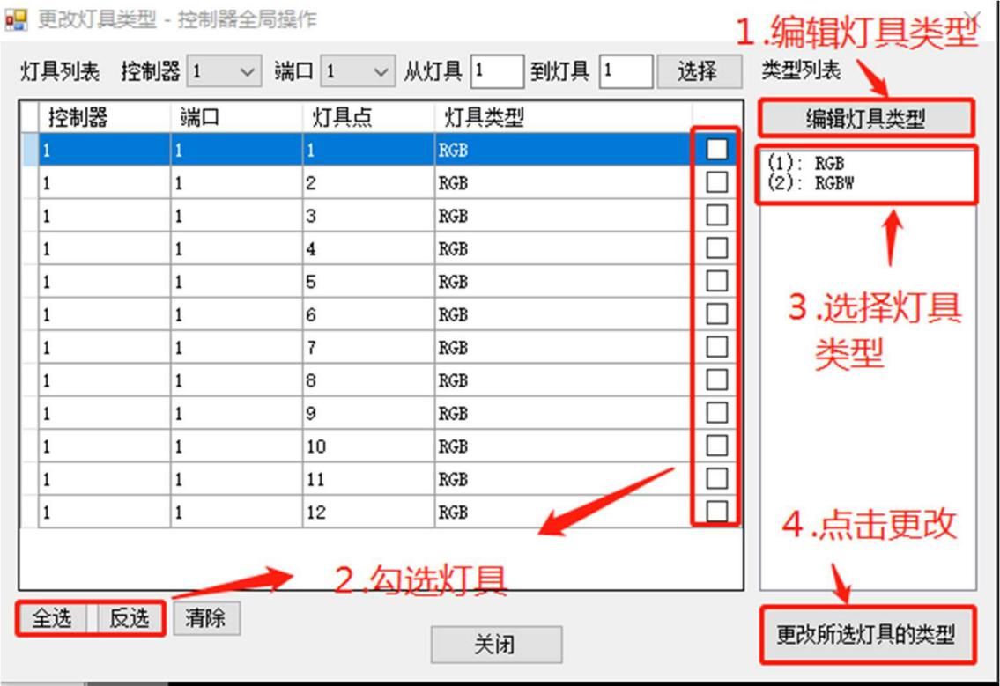 更改灯具类型 - 控制器全局操作
1.编辑灯具类型
灯具列表 控制器 1 端口 1 从灯具 1 到灯具 1 选择 类型列表
控制器 端口 灯具点 灯具类型
编辑灯具类型
1 1 1 RGB
1 1 2 RGB
1 1 3 RGB
1 1 4 RGB
1 1 5 RGB
1 1 6 RGB
1 1 7 RGB
1 1 8 RGB
1 1 9 RGB
1 1 10 RGB
1 1 11 RGB
1 1 12 RGB
(1): RGB
(2): RGBW
3.选择灯具
类型
4.点击更改
2.勾选灯具
全选 反选 清除
关闭
更改所选灯具的类型